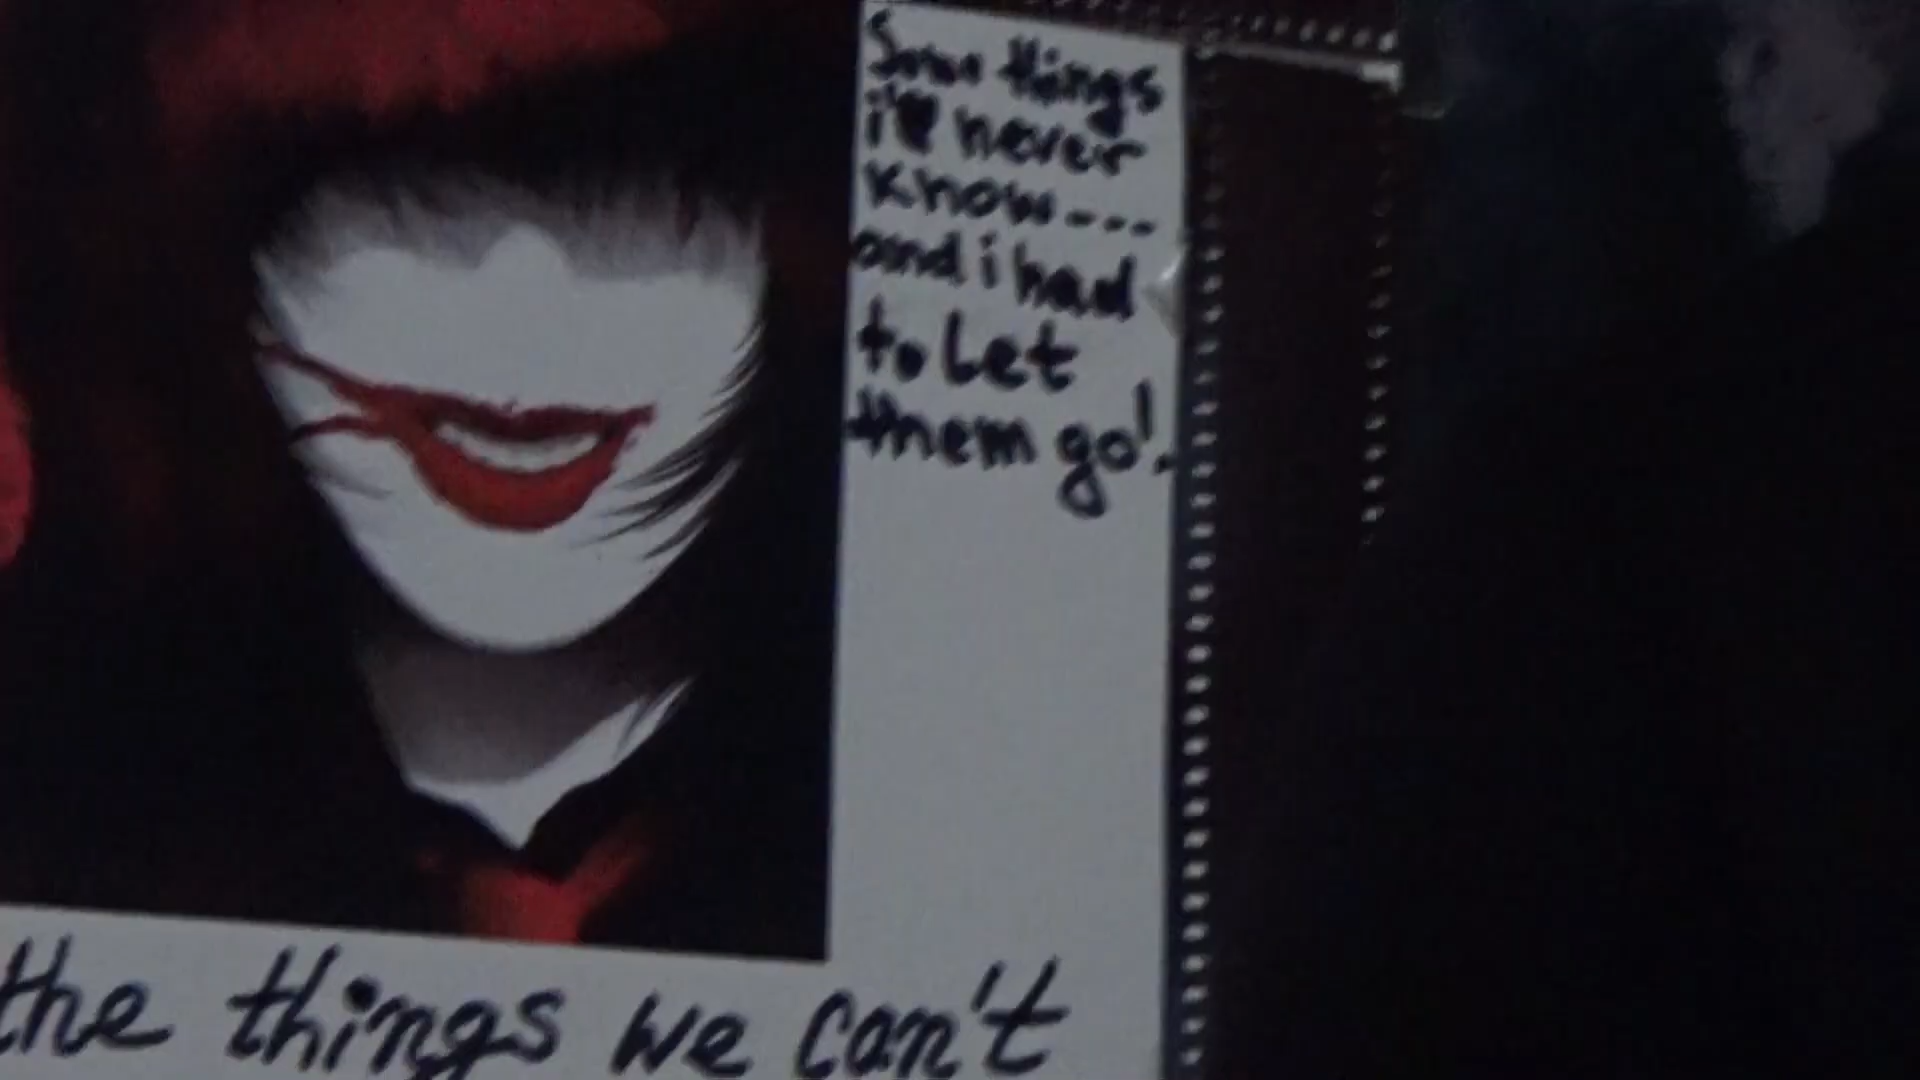 Some things
i'll never
know----
and i had
to let
them go!.
the things we can't